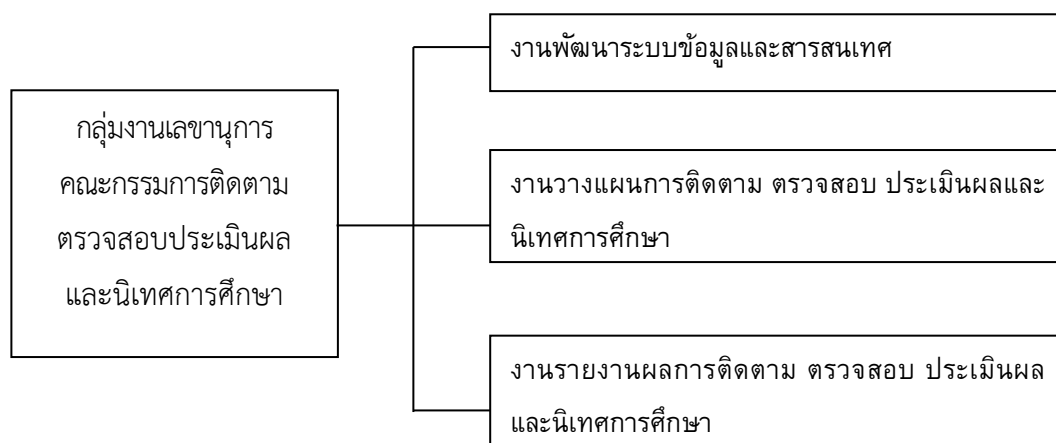 งานพัฒนาระบบข้อมูลและสารสนเทศ
กลุ่มงานเลขานุการ
คณะกรรมการติดตาม
ตรวจสอบประเมินผล
และนิเทศการศึกษา
งานวางแผนการติดตาม ตรวจสอบ ประเมินผลและ
นิเทศการศึกษา
งานรายงานผลการติดตาม ตรวจสอบ ประเมินผล
และนิเทศการศึกษา